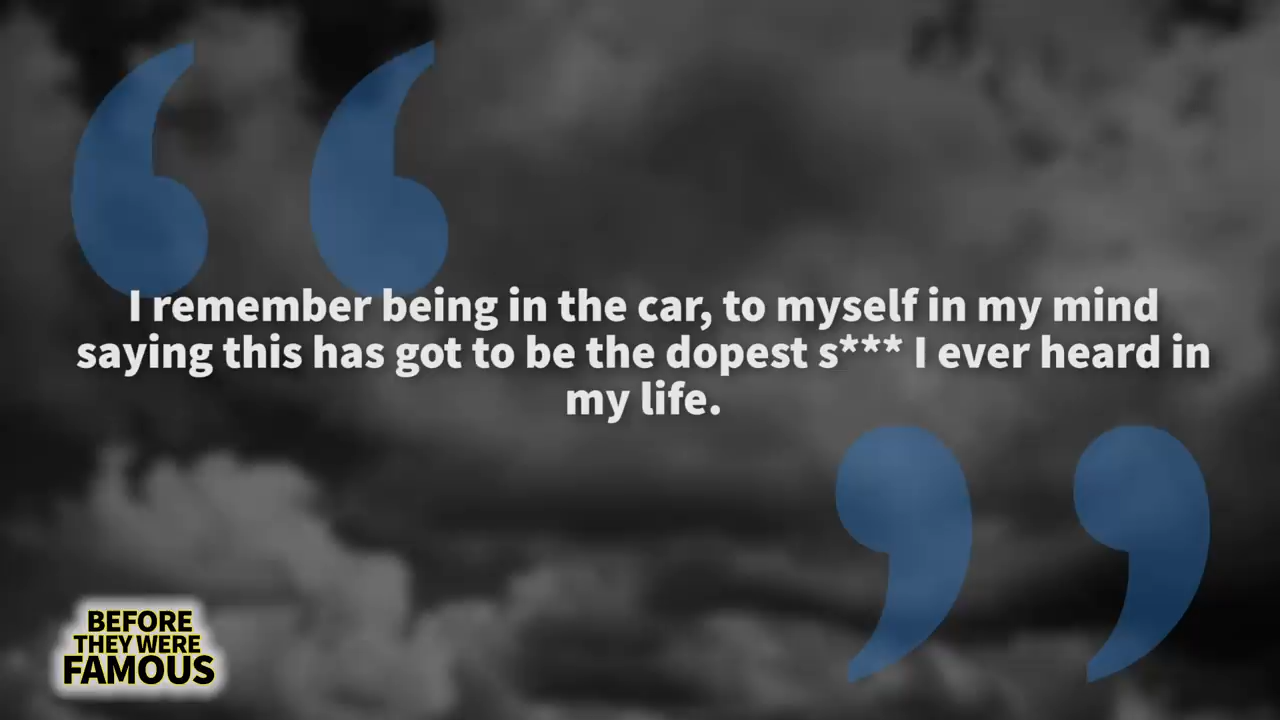 I remember being in the car, to myself in my mind
saying this has got to be the dopest s*** I ever heard in
my life.
BEFORE
THEY WERE
FAMOUS